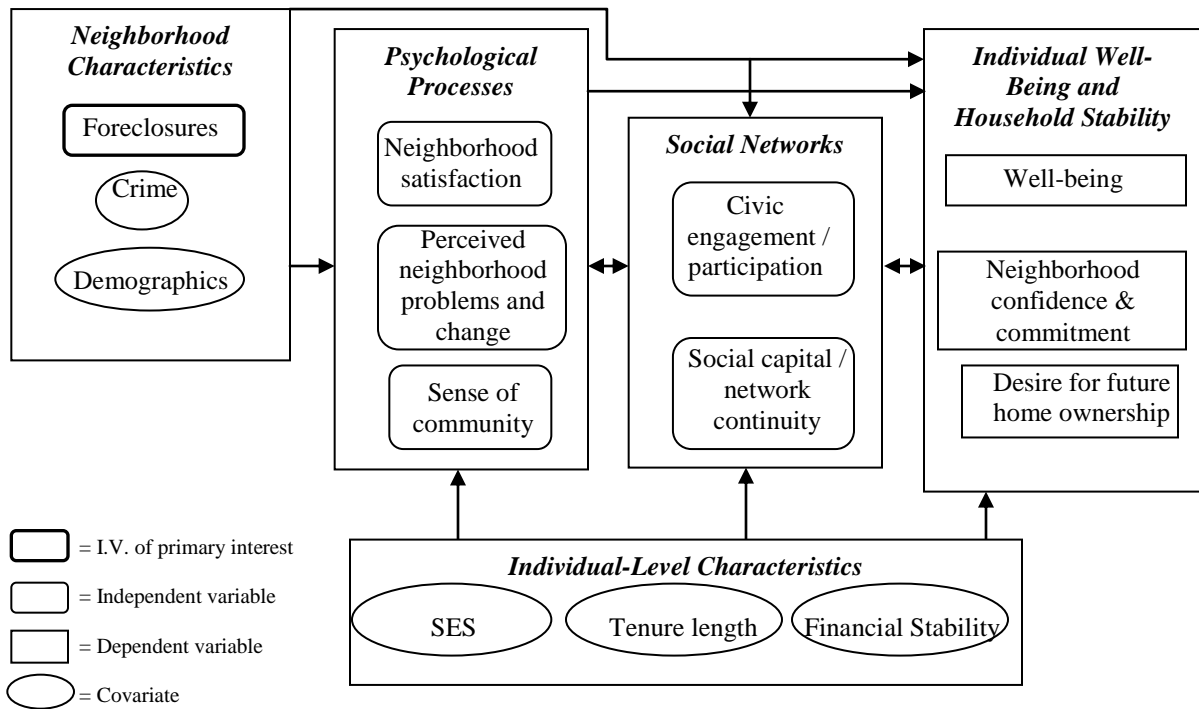 Neighborhood
Characteristics
Foreclosures
Crime
Demographics
Psychological
Processes
Neighborhood
satisfaction
Perceived
neighborhood
problems and
change
Sense of
community
Social Networks
Civic
engagement /
participation
Social capital /
network
continuity
Individual Well-
Being and
Household Stability
Well-being
Neighborhood
confidence &
commitment
Desire for future
home ownership
Individual-Level Characteristics
SES
Tenure length
Financial Stability
= I.V. of primary interest
= Independent variable
= Dependent variable
= Covariate